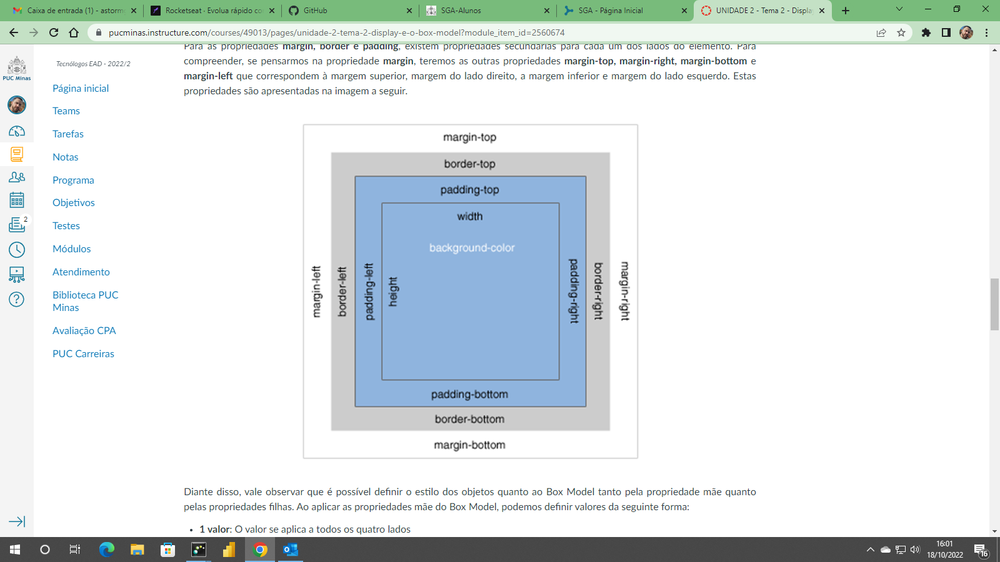 Caixa de entrada (1) - astorm
Rocketseat · Evolua rápido co
GitHub
SGA-Alunos
SGA - Página Inicial
UNIDADE 2 - Tema 2 - Displa
pucminas.instructure.com/courses/49013/pages/unidade-2-tema-2-display-e-o-box-model?module_item_id=2560674
PUC Minas
2
Tecnólogos EAD - 2022/2
Página inicial
Teams
Tarefas
Notas
Programa
Objetivos
Testes
Módulos
Atendimento
Biblioteca PUC
Minas
Avaliação CPA
PUC Carreiras
Para as propriedades margin, border e padding, existem propriedades secundárias para cada um dos lados do elemento. Para
compreender, se pensarmos na propriedade margin, teremos as outras propriedades margin-top, margin-right, margin-bottom e
margin-left que correspondem à margem superior, margem do lado direito, a margem inferior e margem do lado esquerdo. Estas
propriedades são apresentadas na imagem a seguir.
margin-top
border-top
padding-top
width
background-color
margin-left
border-left
padding-left
height
padding-right
border-right
margin-right
padding-bottom
border-bottom
margin-bottom
Diante disso, vale observar que é possível definir o estilo dos objetos quanto ao Box Model tanto pela propriedade mãe quanto
pelas propriedades filhas. Ao aplicar as propriedades mãe do Box Model, podemos definir valores da seguinte forma:
• 1 valor: O valor se aplica a todos os quatro lados
16:01
18/10/2022
16